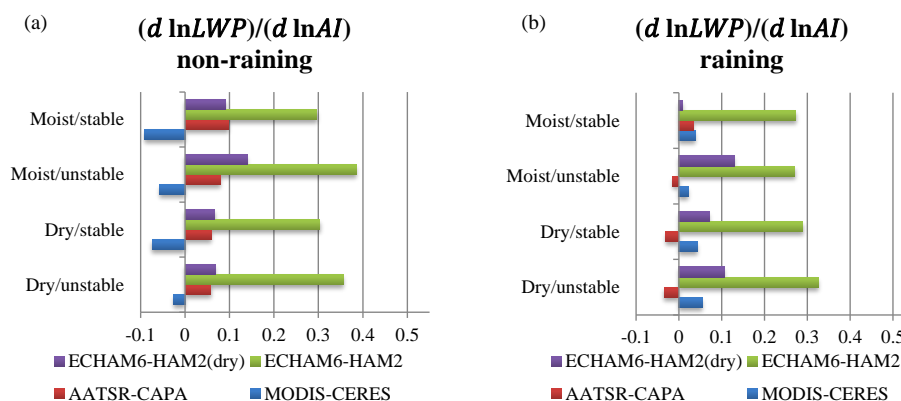 (a)
(d lnLWP)/(d lnAI)
non-raining
Moist/stable
Moist/unstable
Dry/stable
Dry/unstable
-0.1 0 0.1 0.2 0.3 0.4 0.5
ECHAM6-HAM2(dry) ECHAM6-HAM2
AATSR-CAPA MODIS-CERES
(b)
(d lnLWP)/(d lnAI)
raining
Moist/stable
Moist/unstable
Dry/stable
Dry/unstable
-0.1 0 0.1 0.2 0.3 0.4 0.5
ECHAM6-HAM2(dry) ECHAM6-HAM2
AATSR-CAPA MODIS-CERES